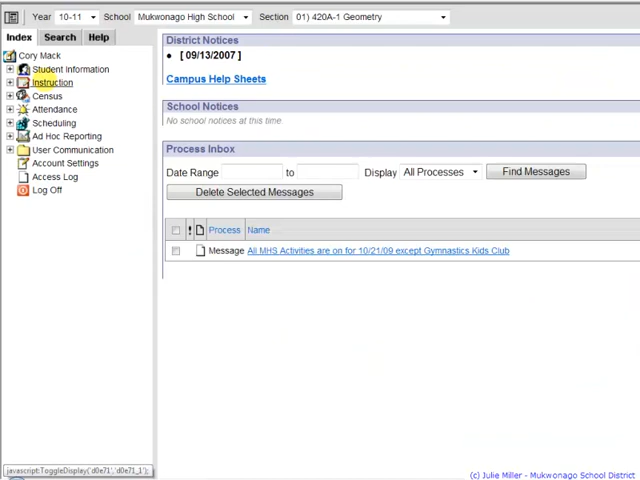 Year 10-11 School Mukwonago High School Section 01) 420A-1 Geometry
Index Search Help
Cory Mack
Student Information
Instruction
Census
Attendance
Scheduling
Ad Hoc Reporting
User Communication
Account Settings
Access Log
Log Off
District Notices
• [ 09/13/2007 ]
Campus Help Sheets
School Notices
No school notices at this time.
Process Inbox
Date Range to Display All Processes Find Messages
Delete Selected Messages
! Process Name
Message All MHS Activities are on for 10/21/09 except Gymnastics Kids Club
javascript:ToggleDisplay('d0e71','d0e71_1');
(c) Julie Miller - Mukwonago School District